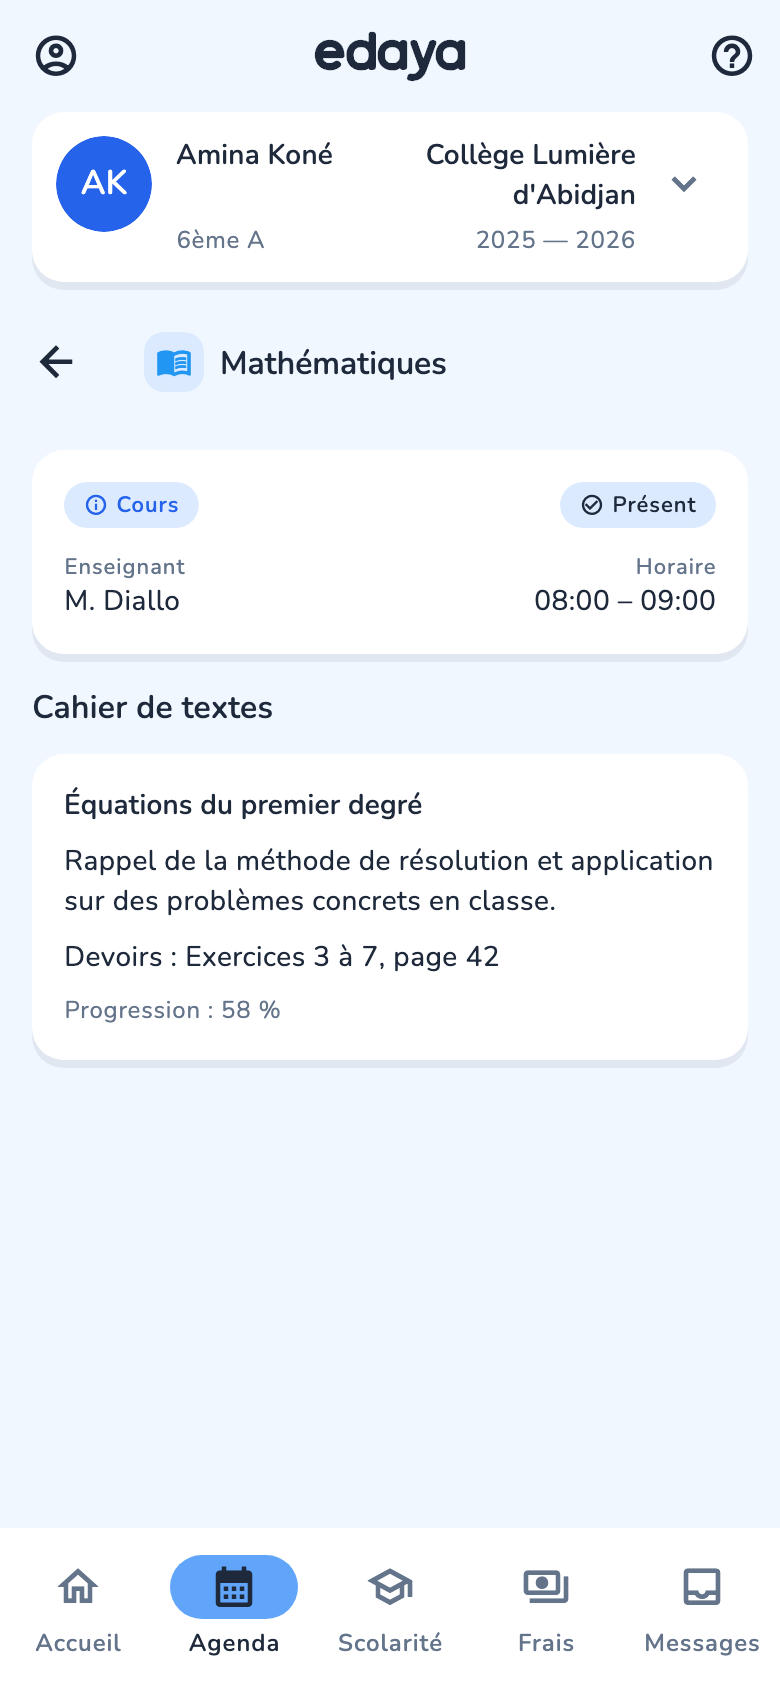 edaya
AK
Amina Koné
Collège Lumière
d'Abidjan
6ème A
2025 — 2026
Mathématiques
Cours
Présent
Enseignant
Horaire
M. Diallo
08:00 – 09:00
Cahier de textes
Équations du premier degré
Rappel de la méthode de résolution et application
sur des problèmes concrets en classe.
Devoirs : Exercices 3 à 7, page 42
Progression : 58 %
Accueil
Agenda
Scolarité
Frais
Messages